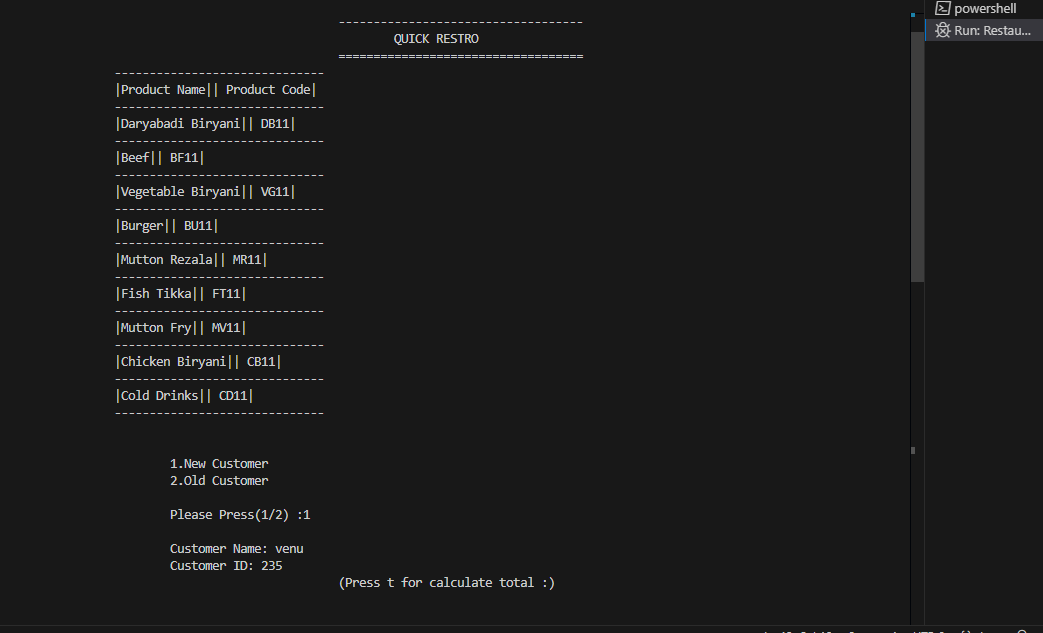 powershell
Run: Restau...
-----------------------------------
QUICK RESTRO
===================================
------------------------------
|Product Name|| Product Code|
------------------------------
|Daryabadi Biryani|| DB11|
------------------------------
|Beef|| BF11|
------------------------------
|Vegetable Biryani|| VG11|
------------------------------
|Burger|| BU11|
------------------------------
|Mutton Rezala|| MR11|
------------------------------
|Fish Tikka|| FT11|
------------------------------
|Mutton Fry|| MV11|
------------------------------
|Chicken Biryani|| CB11|
------------------------------
|Cold Drinks|| CD11|
------------------------------
1.New Customer
2.Old Customer
Please Press(1/2) :1
Customer Name: venu
Customer ID: 235
(Press t for calculate total :)